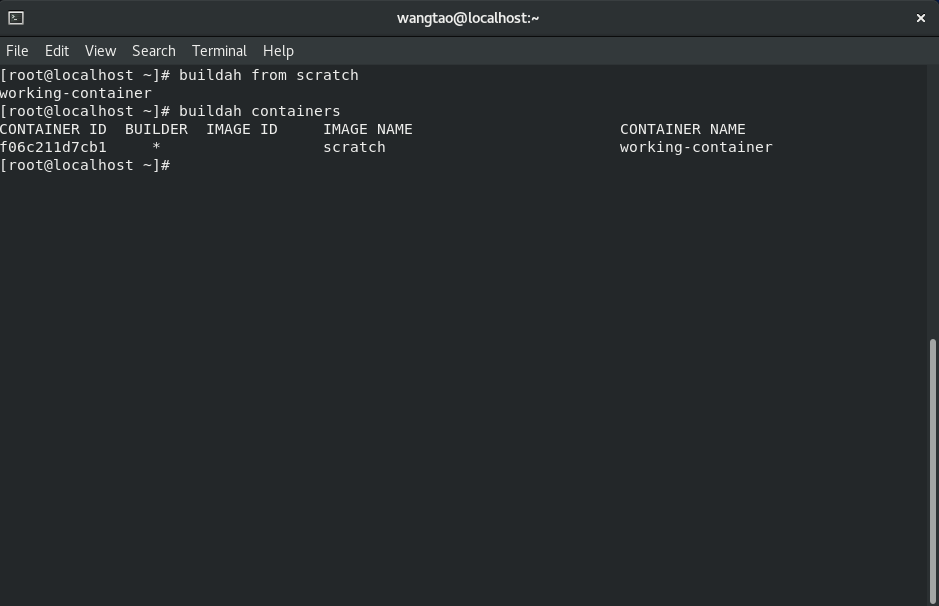 wangtao@localhost:~
File Edit View Search Terminal Help
[root@localhost ~]# buildah from scratch
working-container
[root@localhost ~]# buildah containers
CONTAINER ID  BUILDER  IMAGE ID     IMAGE NAME                       CONTAINER NAME
f06c211d7cb1     *                  scratch                          working-container
[root@localhost ~]#